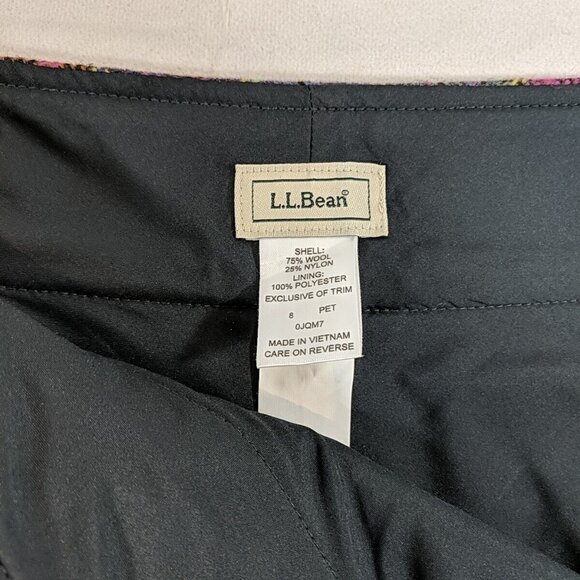 L.L.Bean®
SHELL:
75% WOOL
25% NYLON
LINING:
100% POLYESTER
EXCLUSIVE OF TRIM
8 PET
0JQM7
MADE IN VIETNAM
CARE ON REVERSE